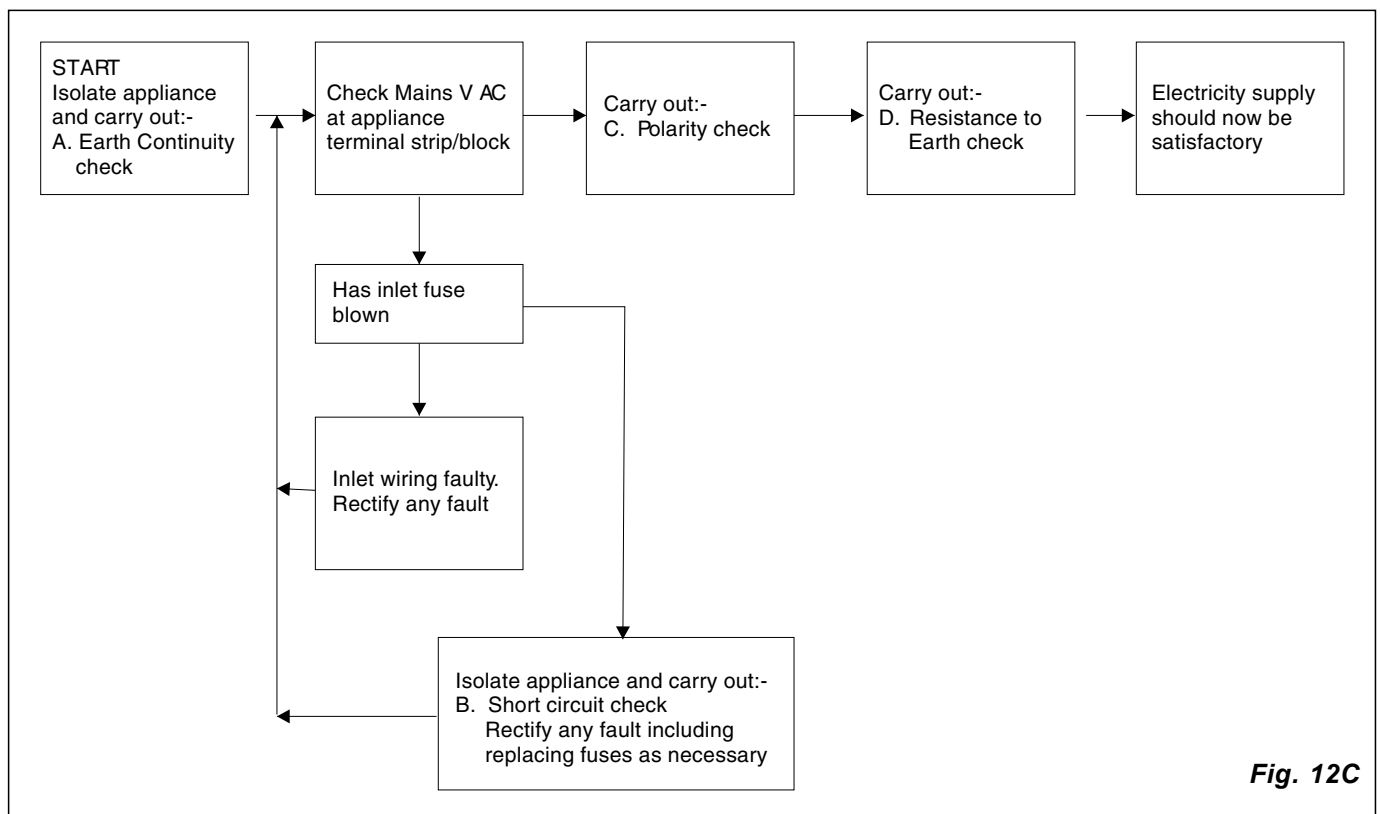 START
Isolate appliance
and carry out:-
A. Earth Continuity
check
Check Mains V AC
at appliance
terminal strip/block
Carry out:-
C. Polarity check
Carry out:-
D. Resistance to
Earth check
Electricity supply
should now be
satisfactory
Has inlet fuse
blown
Inlet wiring faulty.
Rectify any fault
Isolate appliance and carry out:-
B. Short circuit check
Rectify any fault including
replacing fuses as necessary
Fig. 12C